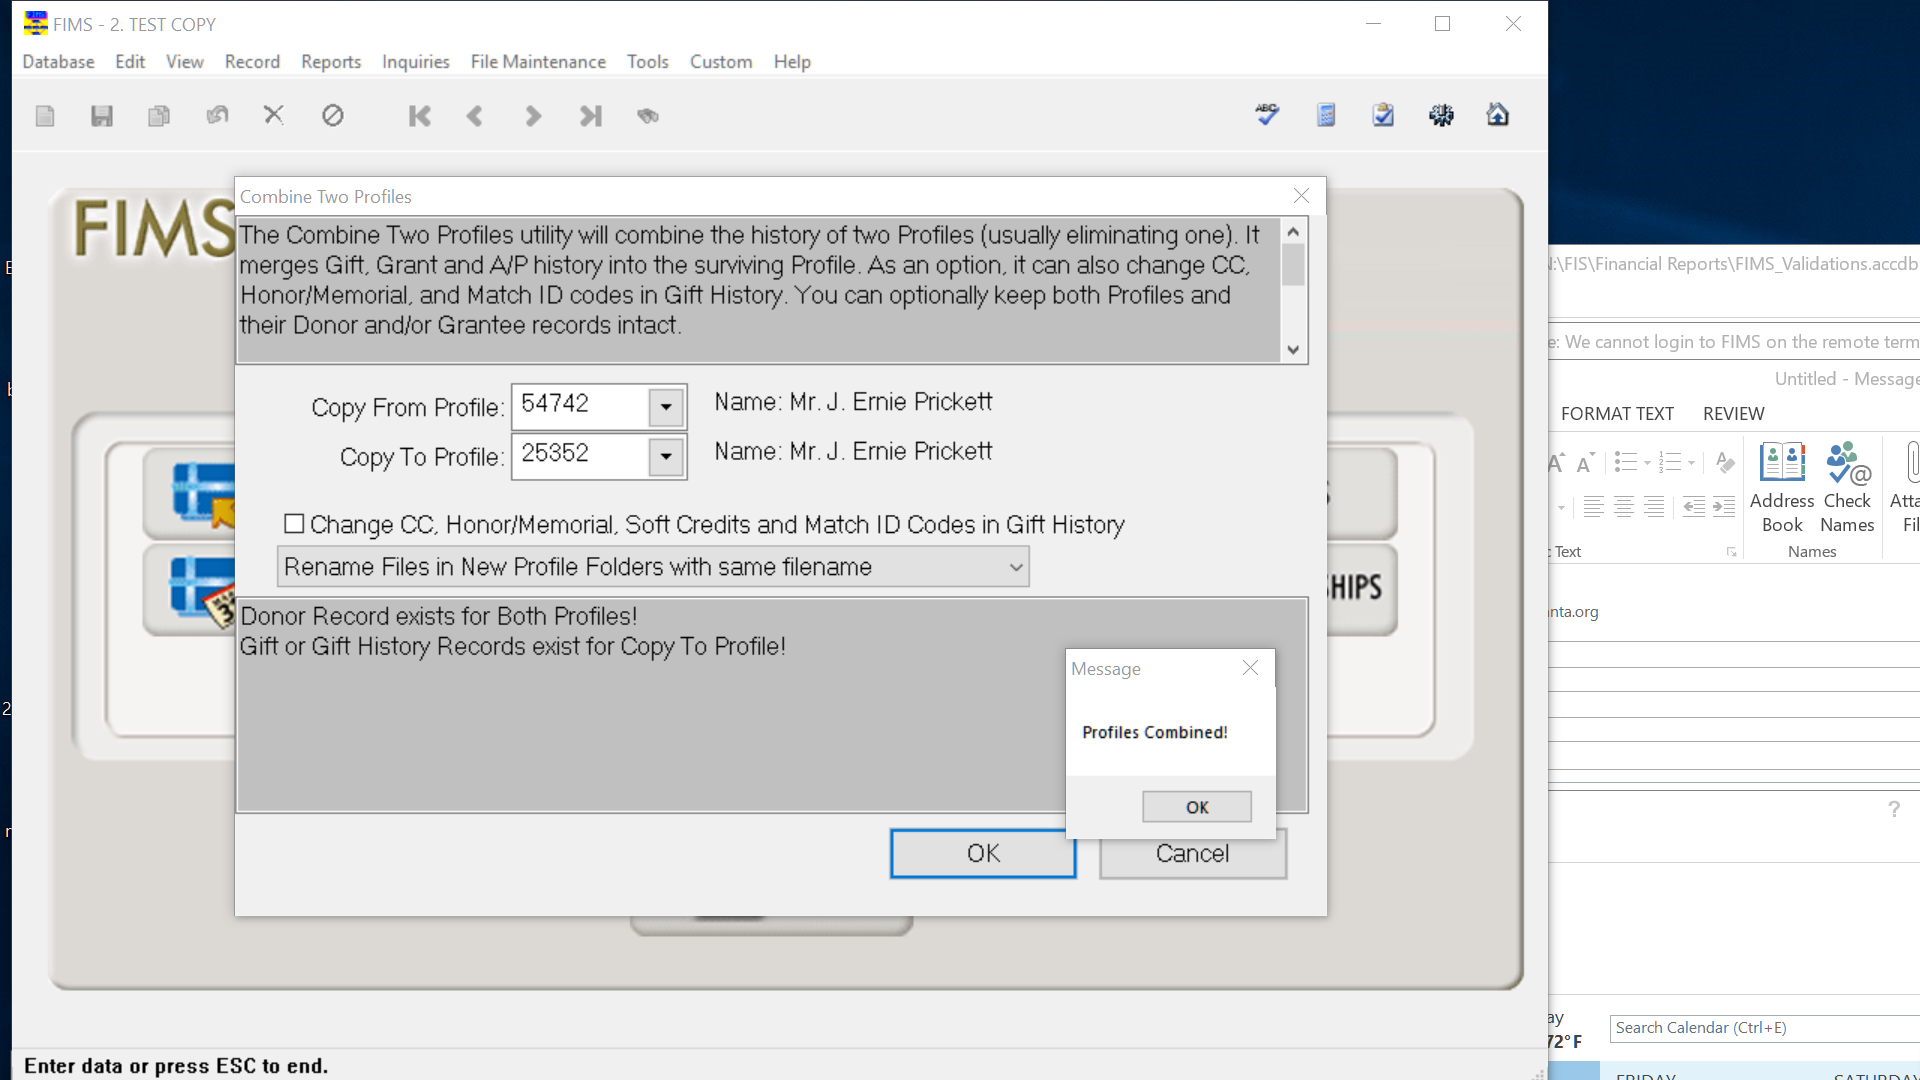 FIMS - 2. TEST COPY
Database Edit View Record Reports Inquiries File Maintenance Tools Custom Help
ABC
FIMS
Combine Two Profiles
The Combine Two Profiles utility will combine the history of two Profiles (usually eliminating one). It
merges Gift, Grant and A/P history into the surviving Profile. As an option, it can also change CC,
Honor/Memorial, and Match ID codes in Gift History. You can optionally keep both Profiles and
their Donor and/or Grantee records intact.
Copy From Profile: 54742 Name: Mr. J. Ernie Prickett
Copy To Profile: 25352 Name: Mr. J. Ernie Prickett
Change CC, Honor/Memorial, Soft Credits and Match ID Codes in Gift History
Rename Files in New Profile Folders with same filename
Donor Record exists for Both Profiles!
Gift or Gift History Records exist for Copy To Profile!
Message
Profiles Combined!
OK
OK Cancel
HIPS
Enter data or press ESC to end.
N:\FIS\Financial Reports\FIMS_Validations.accdb
e: We cannot login to FIMS on the remote term
Untitled - Message
FORMAT TEXT REVIEW
Address Book
Check Names
Atta
Fil
Text
Names
nta.org
?
ay
72°F
Search Calendar (Ctrl+E)
FRIDAY SATURDAY